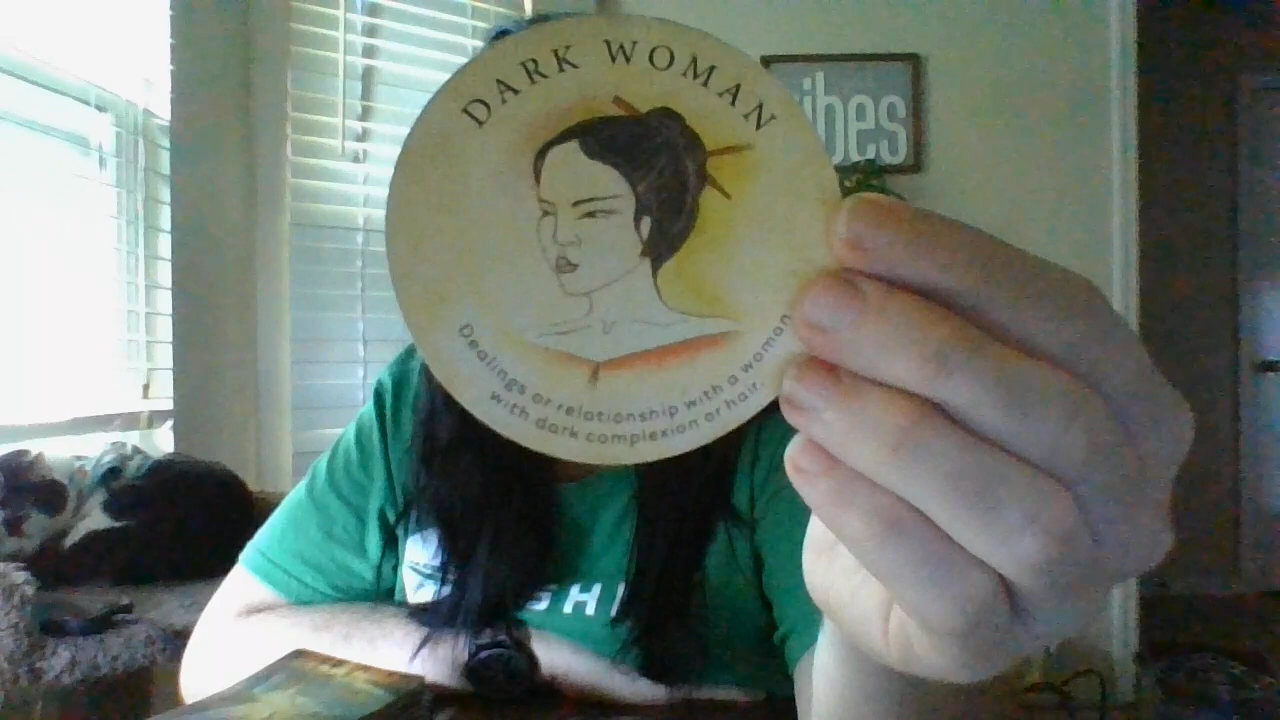 DARK WOMAN
ibes
Dealings or relationship with a woman
with dark complexion or hair.